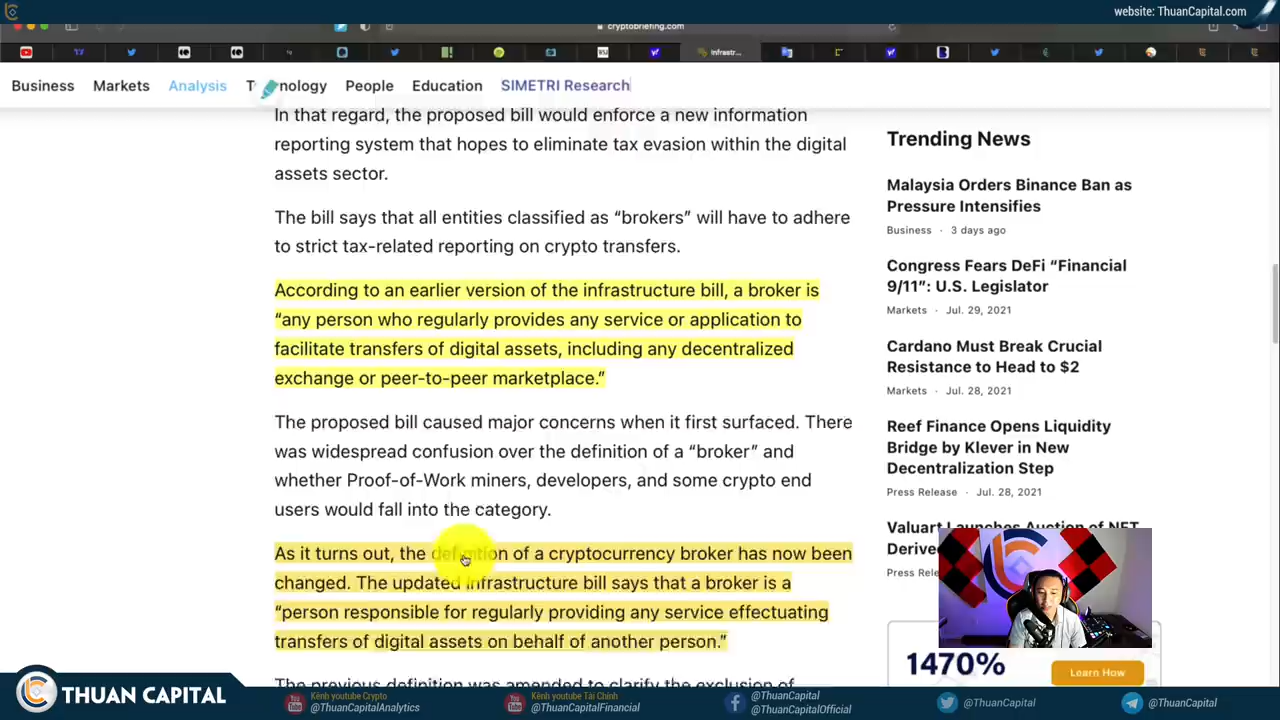 website: ThuanCapital.com
cryptobriefing.com
Infrastr...
Business Markets Analysis Technology People Education SIMETRI Research
In that regard, the proposed bill would enforce a new information
reporting system that hopes to eliminate tax evasion within the digital
assets sector.
The bill says that all entities classified as “brokers” will have to adhere
to strict tax-related reporting on crypto transfers.
According to an earlier version of the infrastructure bill, a broker is
“any person who regularly provides any service or application to
facilitate transfers of digital assets, including any decentralized
exchange or peer-to-peer marketplace.”
The proposed bill caused major concerns when it first surfaced. There
was widespread confusion over the definition of a “broker” and
whether Proof-of-Work miners, developers, and some crypto end
users would fall into the category.
As it turns out, the definition of a cryptocurrency broker has now been
changed. The updated infrastructure bill says that a broker is a
“person responsible for regularly providing any service effectuating
transfers of digital assets on behalf of another person.”
The previous definition was amended to clarify the exclusion of
Trending News
Malaysia Orders Binance Ban as
Pressure Intensifies
Business · 3 days ago
Congress Fears DeFi “Financial
9/11”: U.S. Legislator
Markets · Jul. 29, 2021
Cardano Must Break Crucial
Resistance to Head to $2
Markets · Jul. 28, 2021
Reef Finance Opens Liquidity
Bridge by Klever in New
Decentralization Step
Press Release · Jul. 28, 2021
Valuart Launches Auction of NFT
Press
1470%
Learn How
THUAN CAPITAL
Kênh youtube Crypto
@ThuanCapitalAnalytics
Kênh youtube Tài Chính
@ThuanCapitalFinancial
@ThuanCapital
@ThuanCapitalOfficial
@ThuanCapital
@ThuanCapital